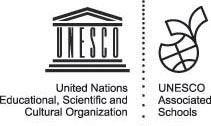 UNESCO
United Nations
Educational, Scientific and
Cultural Organization
UNESCO
Associated
Schools